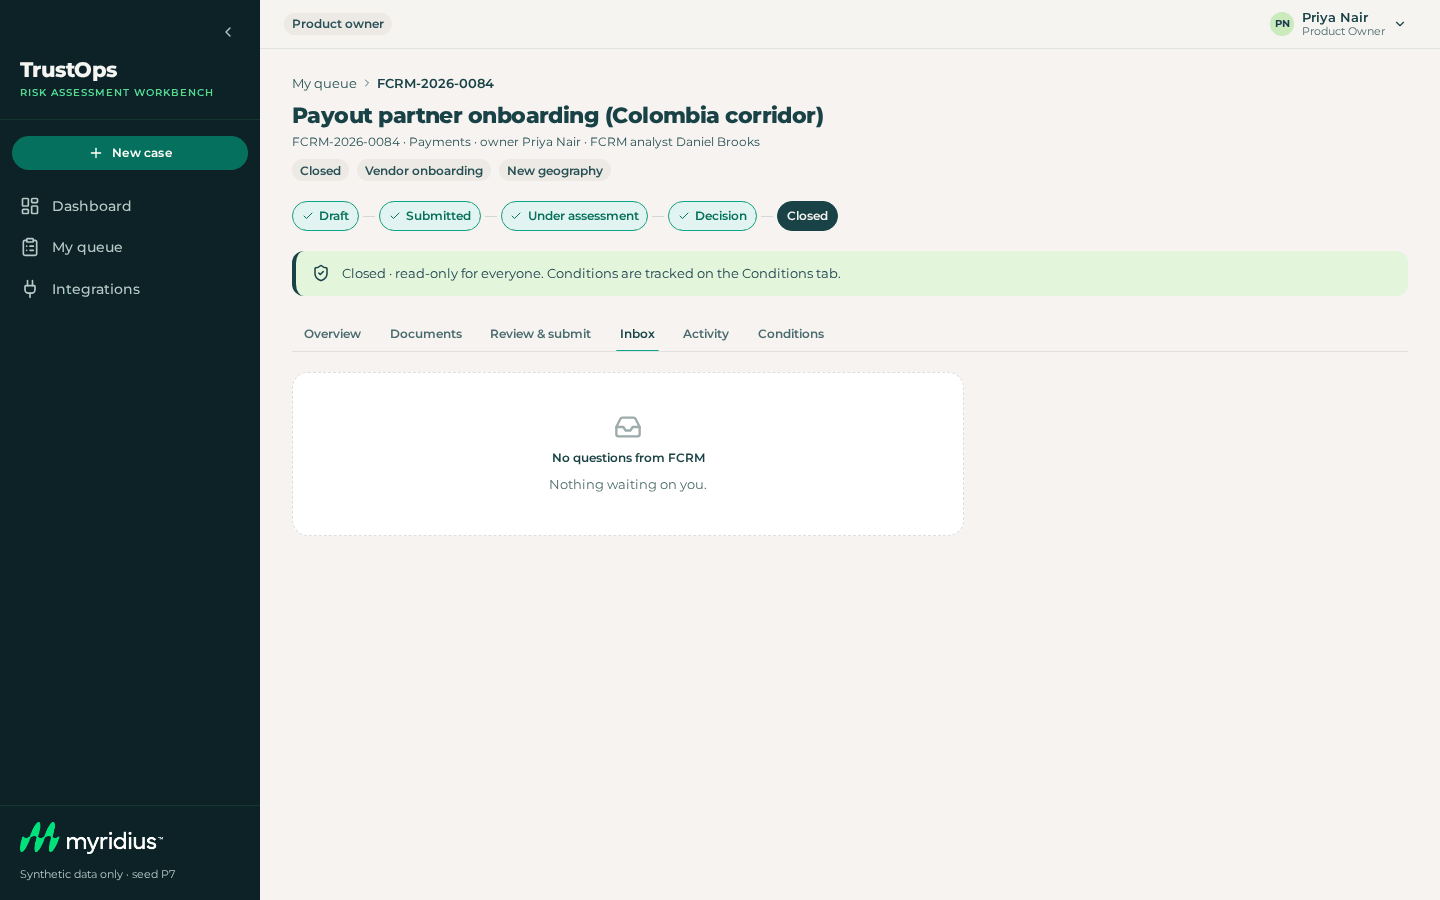 Product owner
PN
Priya Nair
Product Owner
TrustOps
RISK ASSESSMENT WORKBENCH
New case
Dashboard
My queue
Integrations
myridius™
Synthetic data only · seed P7
My queue > FCRM-2026-0084
Payout partner onboarding (Colombia corridor)
FCRM-2026-0084 · Payments · owner Priya Nair · FCRM analyst Daniel Brooks
Closed Vendor onboarding New geography
Draft Submitted Under assessment Decision Closed
Closed · read-only for everyone. Conditions are tracked on the Conditions tab.
Overview Documents Review & submit Inbox Activity Conditions
No questions from FCRM
Nothing waiting on you.